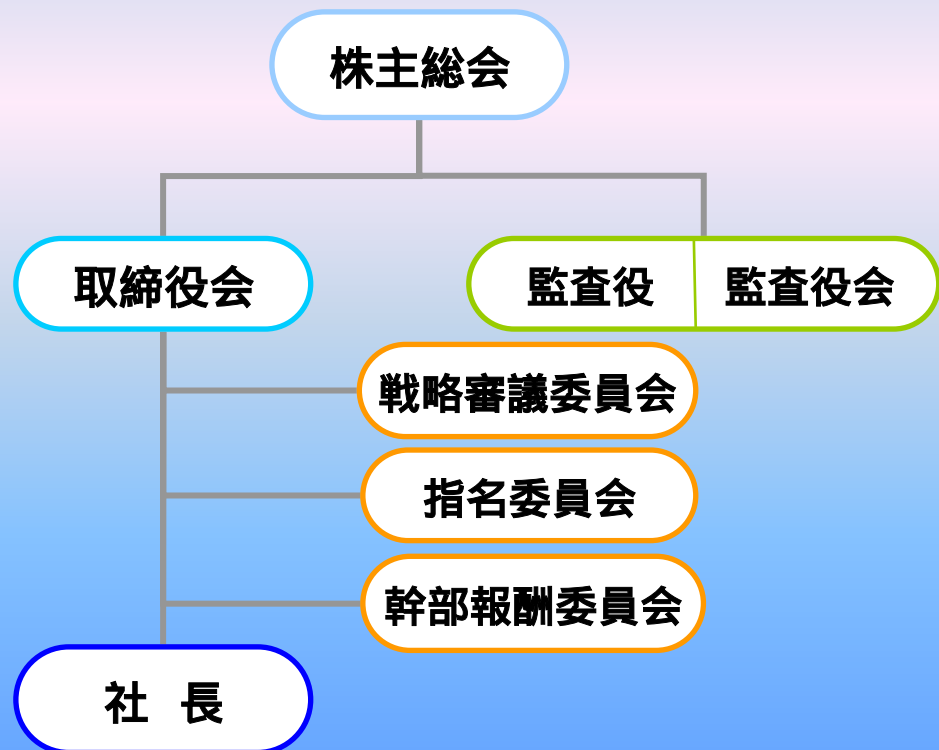 株主総会
取締役会
監査役 監査役会
戦略審議委員会
指名委員会
幹部報酬委員会
社 長